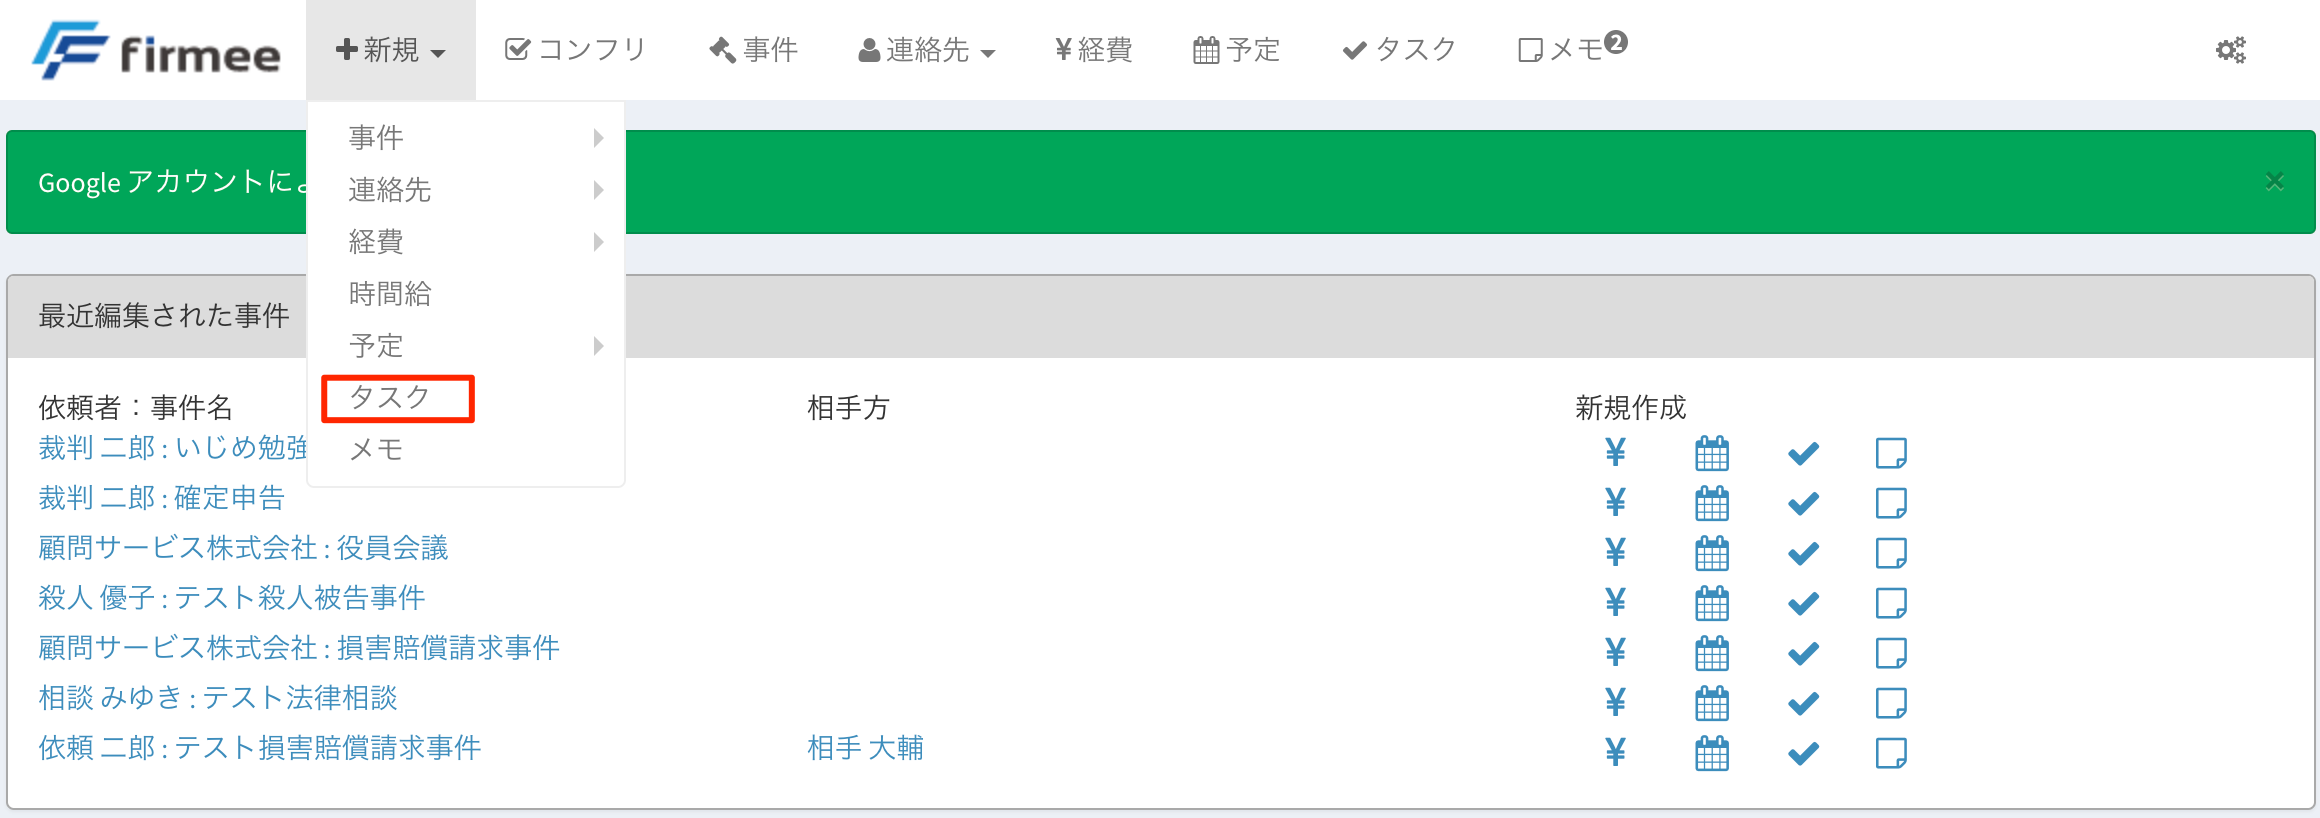 firmee
新規 コンフリ 事件 連絡先 ¥経費 予定 タスク メモ 2
事件
連絡先
経費
時間給
予定
タスク
メモ
Google アカウントによ
×
最近編集された事件
依頼者：事件名 相手方 新規作成
裁判 二郎 : いじめ勉強 ¥
裁判 二郎 : 確定申告 ¥
顧問サービス株式会社 : 役員会議 ¥
殺人 優子 : テスト殺人被告事件 ¥
顧問サービス株式会社 : 損害賠償請求事件 ¥
相談 みゆき : テスト法律相談 ¥
依頼 二郎 : テスト損害賠償請求事件 相手 大輔 ¥